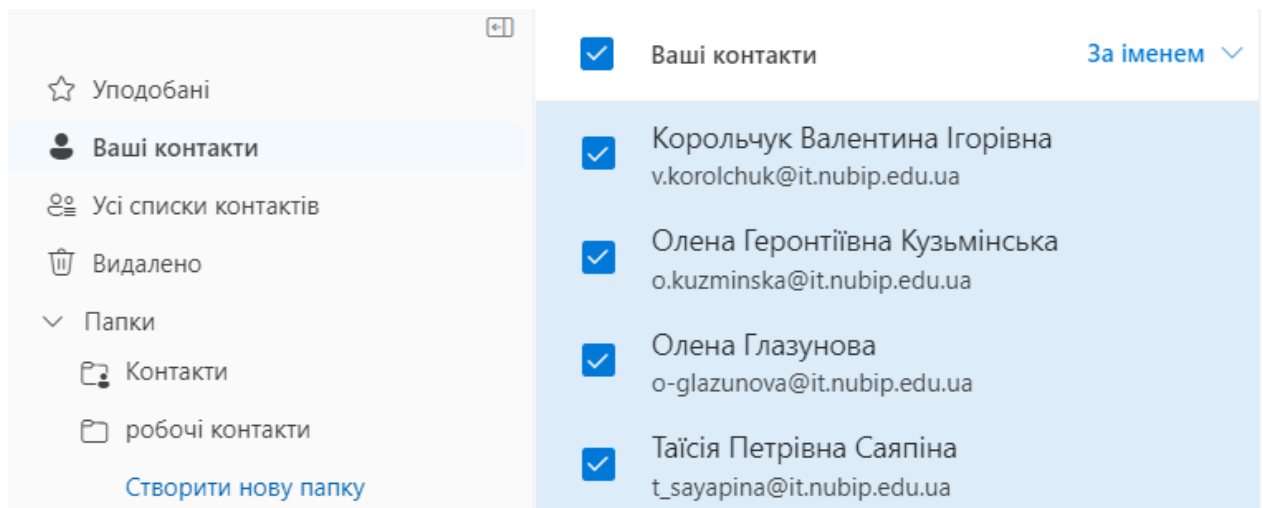 Уподобані
Ваші контакти
Усі списки контактів
Видалено
Папки
Контакти
робочі контакти
Створити нову папку
Ваші контакти За іменем
Корольчук Валентина Ігорівна
v.korolchuk@it.nubip.edu.ua
Олена Геронтіївна Кузьмінська
o.kuzminska@it.nubip.edu.ua
Олена Глазунова
o-glazunova@it.nubip.edu.ua
Таїсія Петрівна Саяпіна
t_sayapina@it.nubip.edu.ua